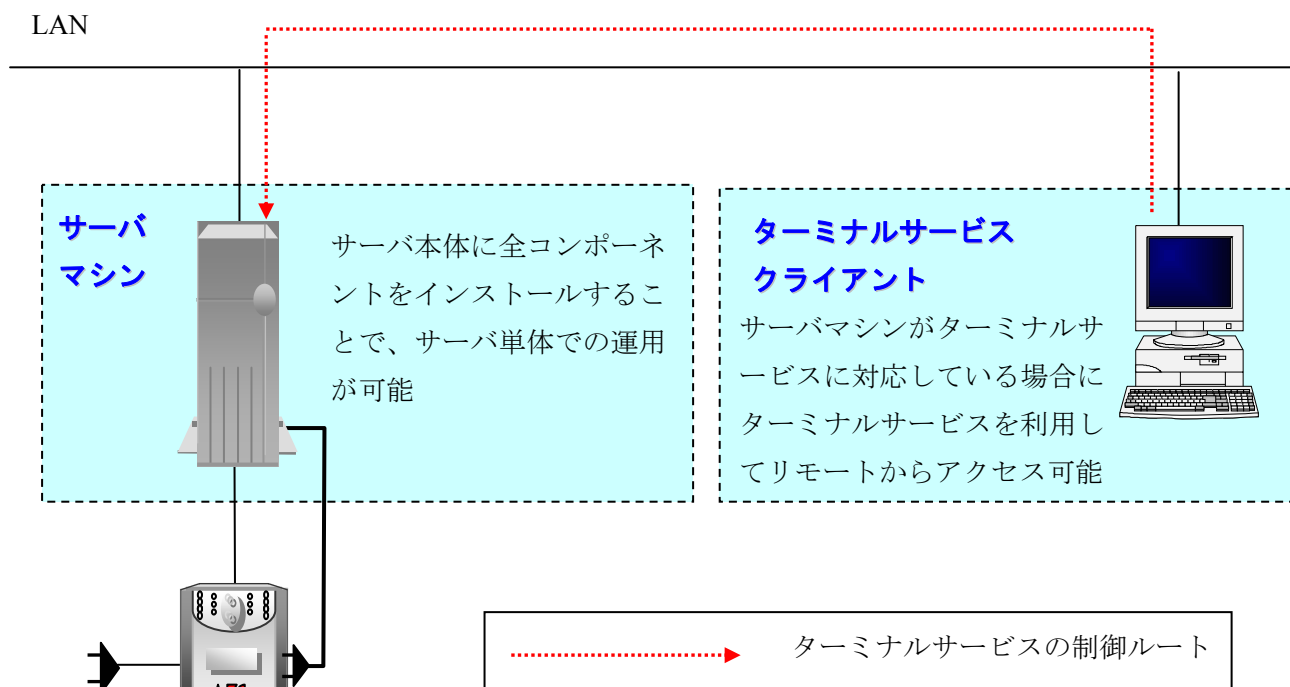 LAN
サーバ
マシン
サーバ本体に全コンポーネ
ントをインストールするこ
とで、サーバ単体での運用
が可能
ターミナルサービス
クライアント
サーバマシンがターミナルサ
ービスに対応している場合に
ターミナルサービスを利用し
てリモートからアクセス可能
ターミナルサービスの制御ルート